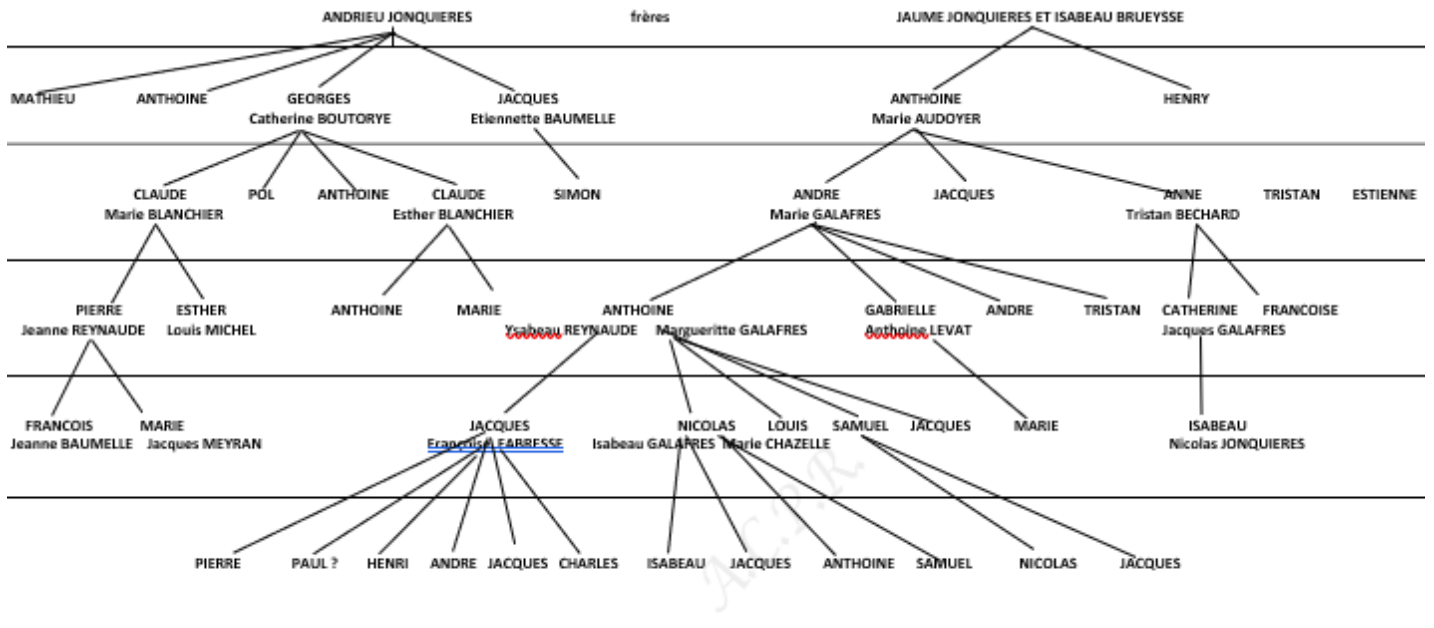 ANDRIEU JONQUIERES frères JAUME JONQUIERES ET ISABEAU BRUEYSSE
MATHIEU ANTHOINE GEORGES JACQUES ANTHOINE HENRY
Catherine BOUTORYE Etiennette BAUMELLE Marie AUDOYER
CLAUDE POL ANTHOINE CLAUDE SIMON ANDRE JACQUES ANNE TRISTAN ESTIENNE
Marie BLANCHIER Esther BLANCHIER Marie GALAFRES Tristan BECHARD
PIERRE ESTHER ANTHOINE MARIE ANTHOINE GABRIELLE ANDRE TRISTAN CATHERINE FRANCOISE
Jeanne REYNAUDE Louis MICHEL Ysabeau REYNAUDE Margueritte GALAFRES Anthoine LEVAT Jacques GALAFRES
FRANCOIS MARIE JACQUES NICOLAS LOUIS SAMUEL JACQUES MARIE ISABEAU
Jeanne BAUMELLE Jacques MEYRAN Françoise FABRESSE Isabeau GALAFRES Marie CHAZELLE Nicolas JONQUIERES
PIERRE PAUL ? HENRI ANDRE JACQUES CHARLES ISABEAU JACQUES ANTHOINE SAMUEL NICOLAS JACQUES
A.C.P.R.